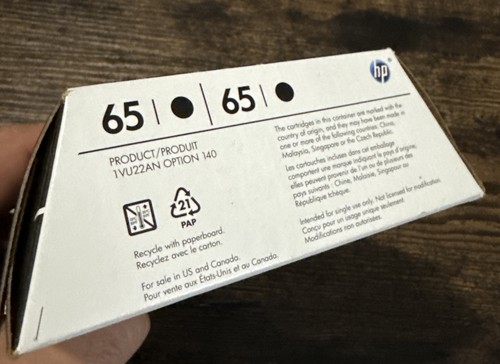 65 | ● | 65 | ●
hp
PRODUCT/PRODUIT
1VU22AN OPTION 140
The cartridges in this container are marked with the
country of origin, and they may have been made in
one or more of the following countries: China,
Malaysia, Singapore or the Czech Republic.
Les cartouches incluses dans cet emballage
comportent une marque indiquant le pays d'origine;
elles peuvent provenir de l'un ou de plusieurs des
pays suivants : Chine, Malaisie, Singapour ou
République tchèque.
21
PAP
Recycle with paperboard.
Recyclez avec le carton.
Intended for single use only. Not licensed for modification.
Conçu pour un usage unique seulement.
Modifications non autorisées.
For sale in US and Canada.
Pour vente aux États-Unis et au Canada.